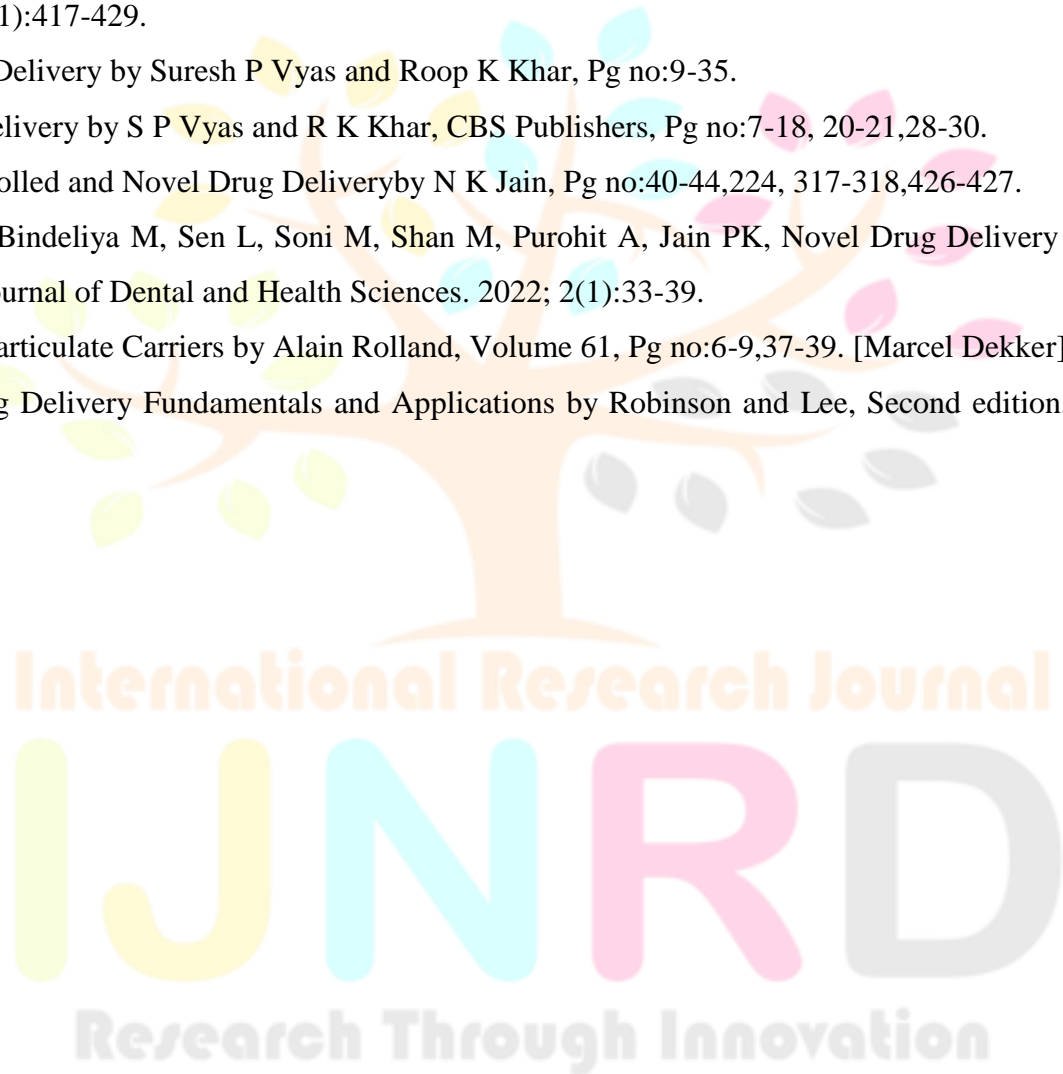 1):417-429.
Delivery by Suresh P Vyas and Roop K Khar, Pg no:9-35.
elivery by S P Vyas and R K Khar, CBS Publishers, Pg no:7-18, 20-21,28-30.
olled and Novel Drug Deliveryby N K Jain, Pg no:40-44,224, 317-318,426-427.
Bindeliya M, Sen L, Soni M, Shan M, Purohit A, Jain PK, Novel Drug Delivery
ournal of Dental and Health Sciences. 2022; 2(1):33-39.
articulate Carriers by Alain Rolland, Volume 61, Pg no:6-9,37-39. [Marcel Dekker]
g Delivery Fundamentals and Applications by Robinson and Lee, Second edition
International Research Journal
IJNRD
Research Through Innovation